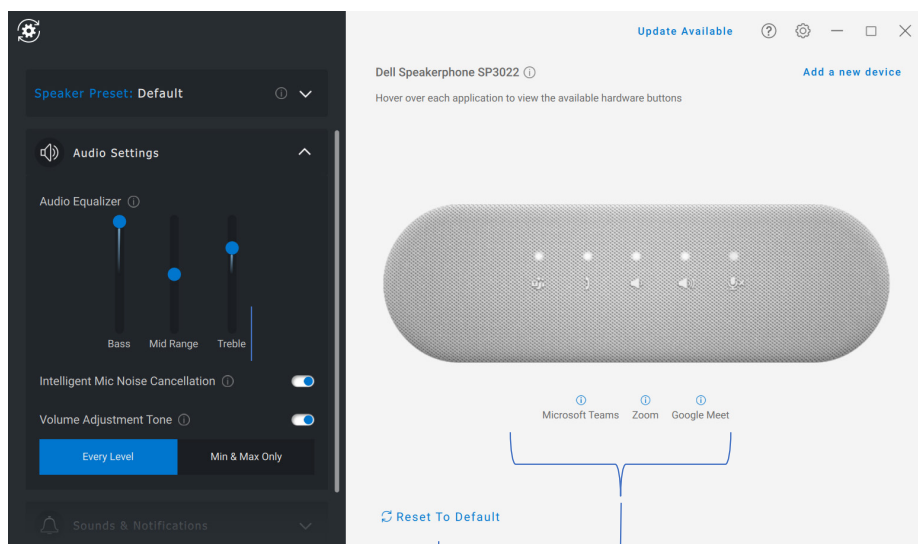 Update Available
Dell Speakerphone SP3022
Add a new device
Hover over each application to view the available hardware buttons
Speaker Preset: Default
Audio Settings
Audio Equalizer
Bass Mid Range Treble
Intelligent Mic Noise Cancellation
Volume Adjustment Tone
Every Level Min & Max Only
Sounds & Notifications
Microsoft Teams Zoom Google Meet
Reset To Default